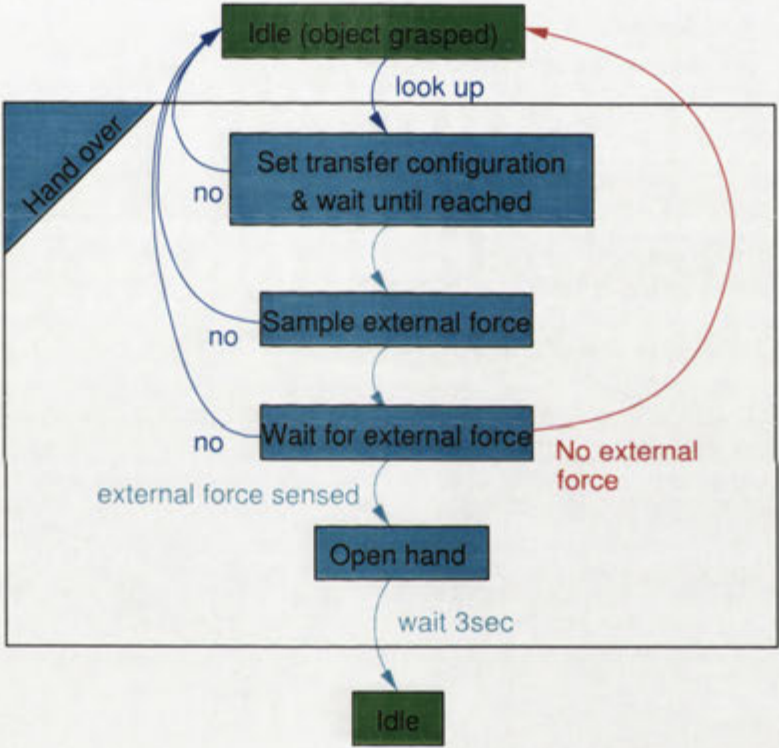 Idle (object grasped)
look up
Hand over
Set transfer configuration
& wait until reached
no
Sample external force
no
Wait for external force
no
No external
force
external force sensed
Open hand
wait 3sec
Idle